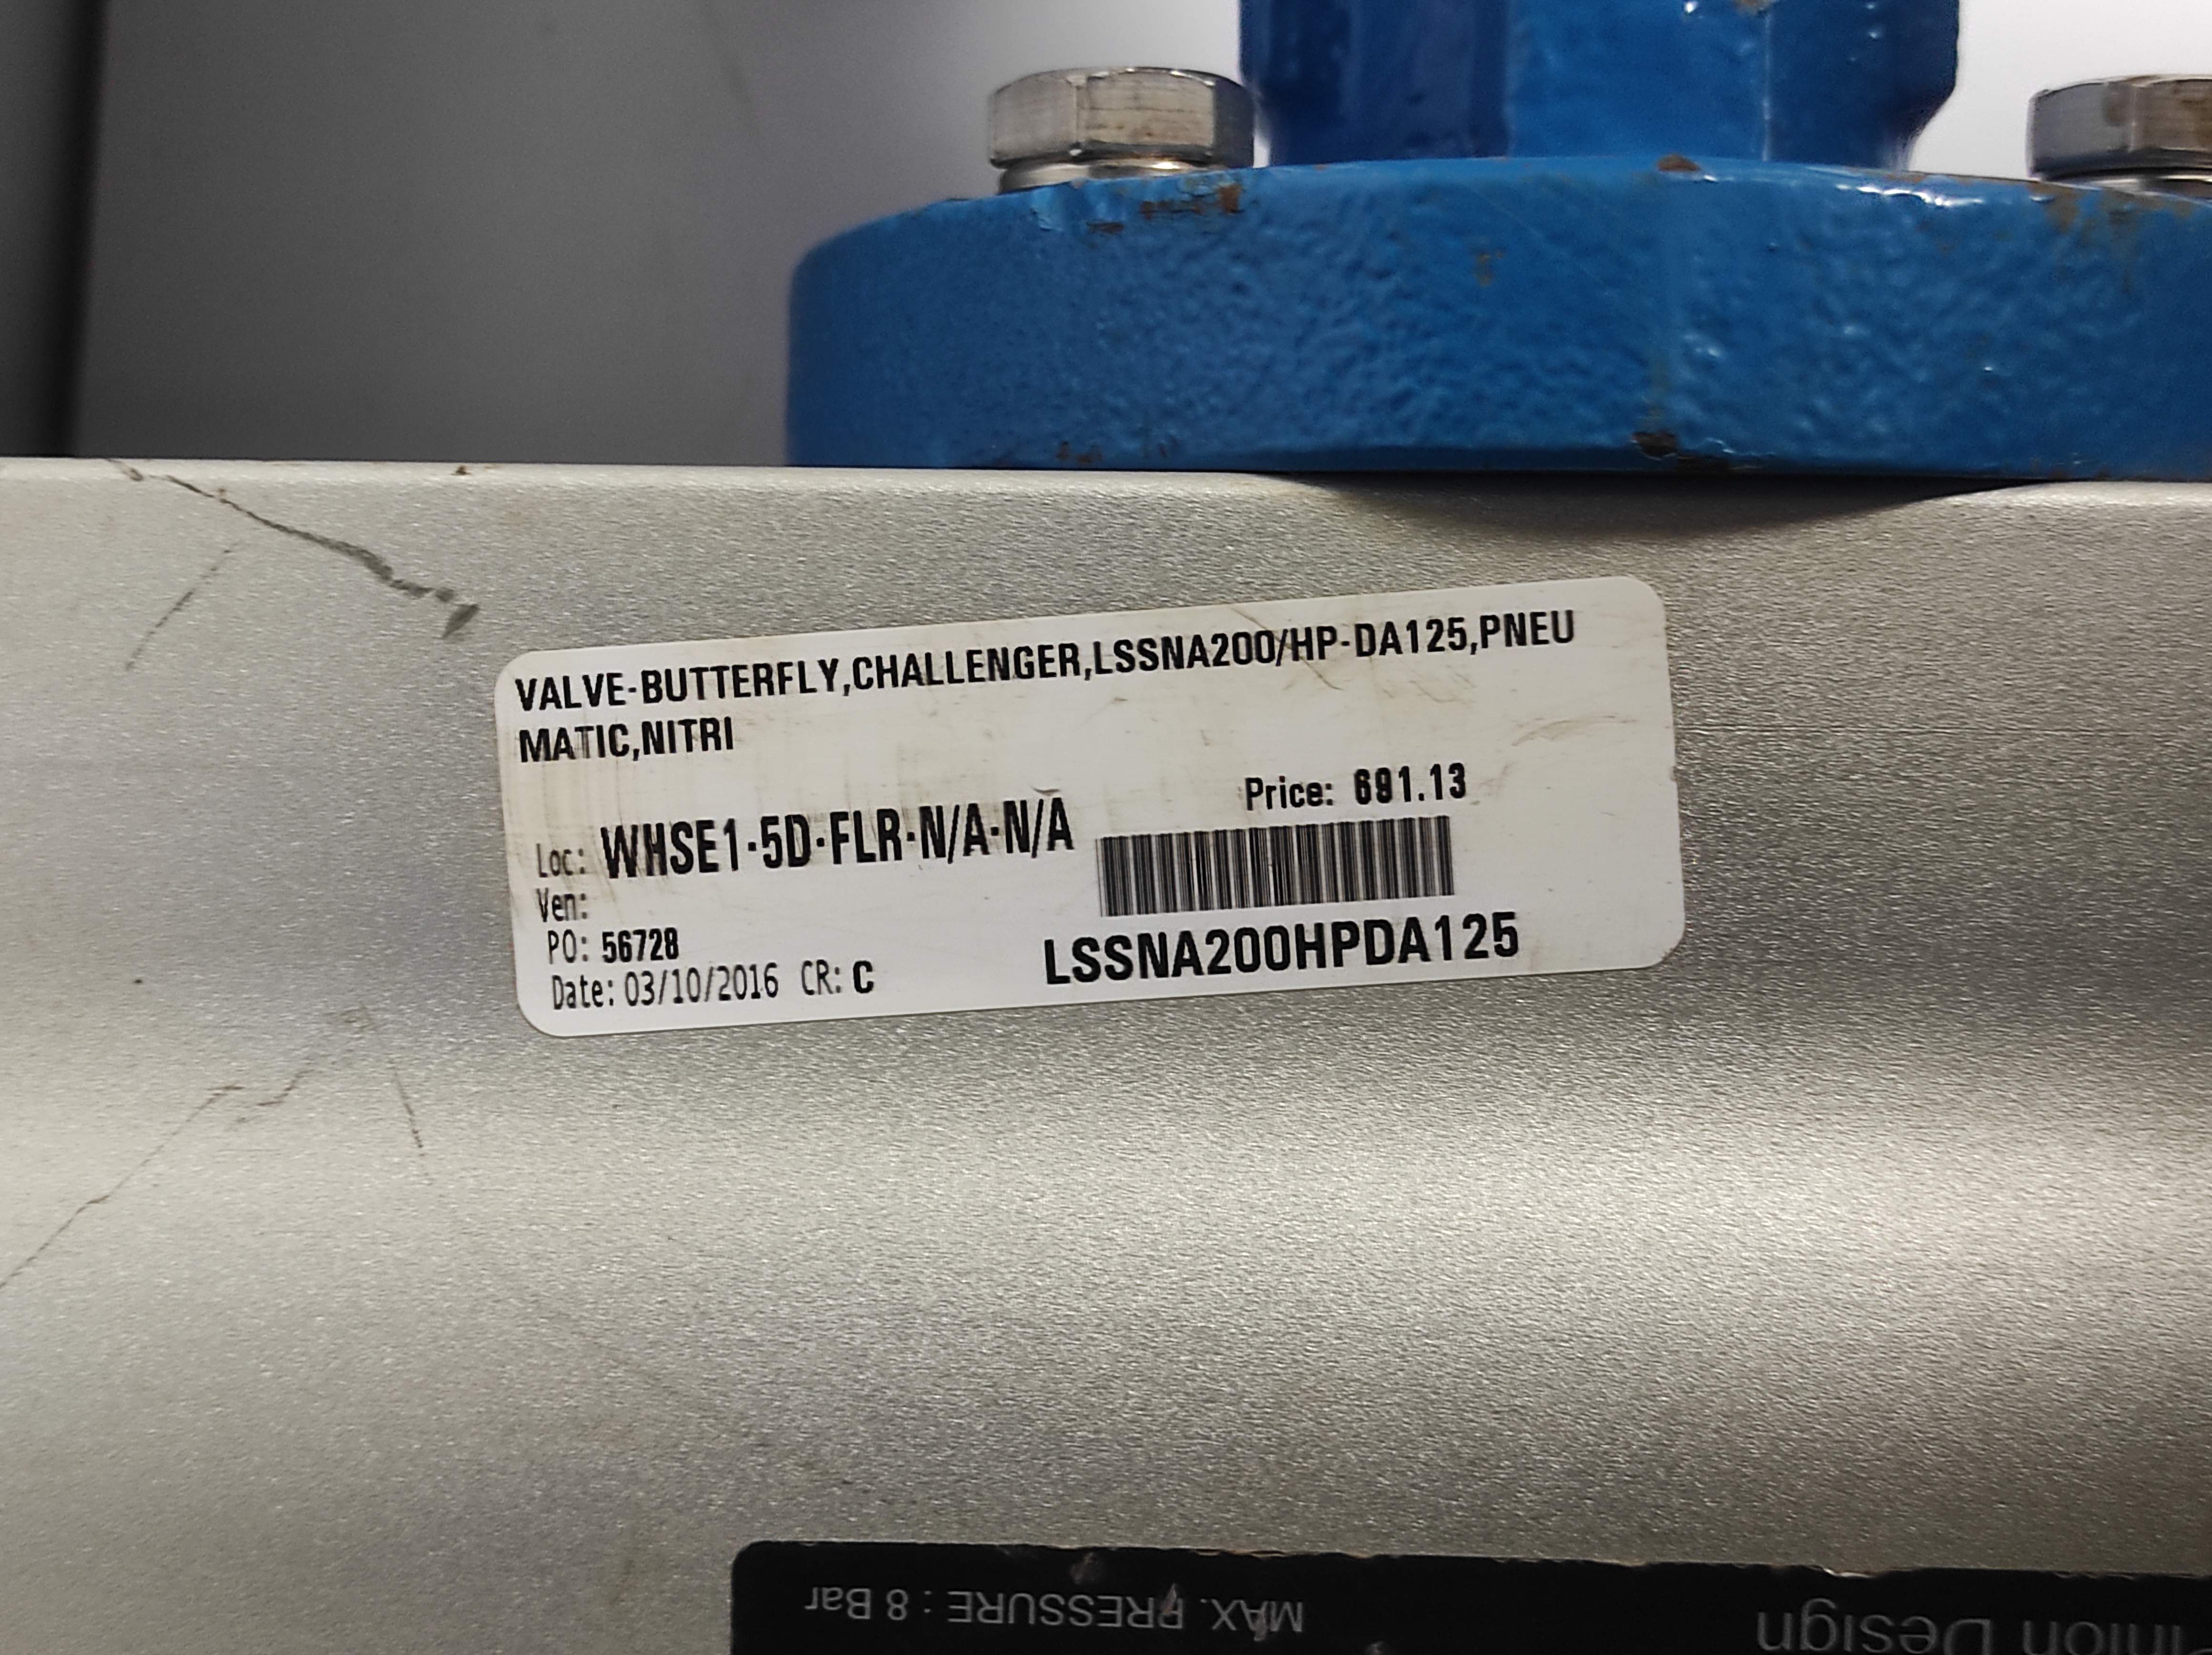 VALVE-BUTTERFLY,CHALLENGER,LSSNA200/HP-DA125,PNEU
MATIC,NITRI
Price: 691.13
Loc: WHSE1-5D-FLR-N/A-N/A
Ven:
PO: 56728
Date: 03/10/2016 CR: C
LSSNA200HPDA125
MAX. PRESSURE : 8 Bar
Design